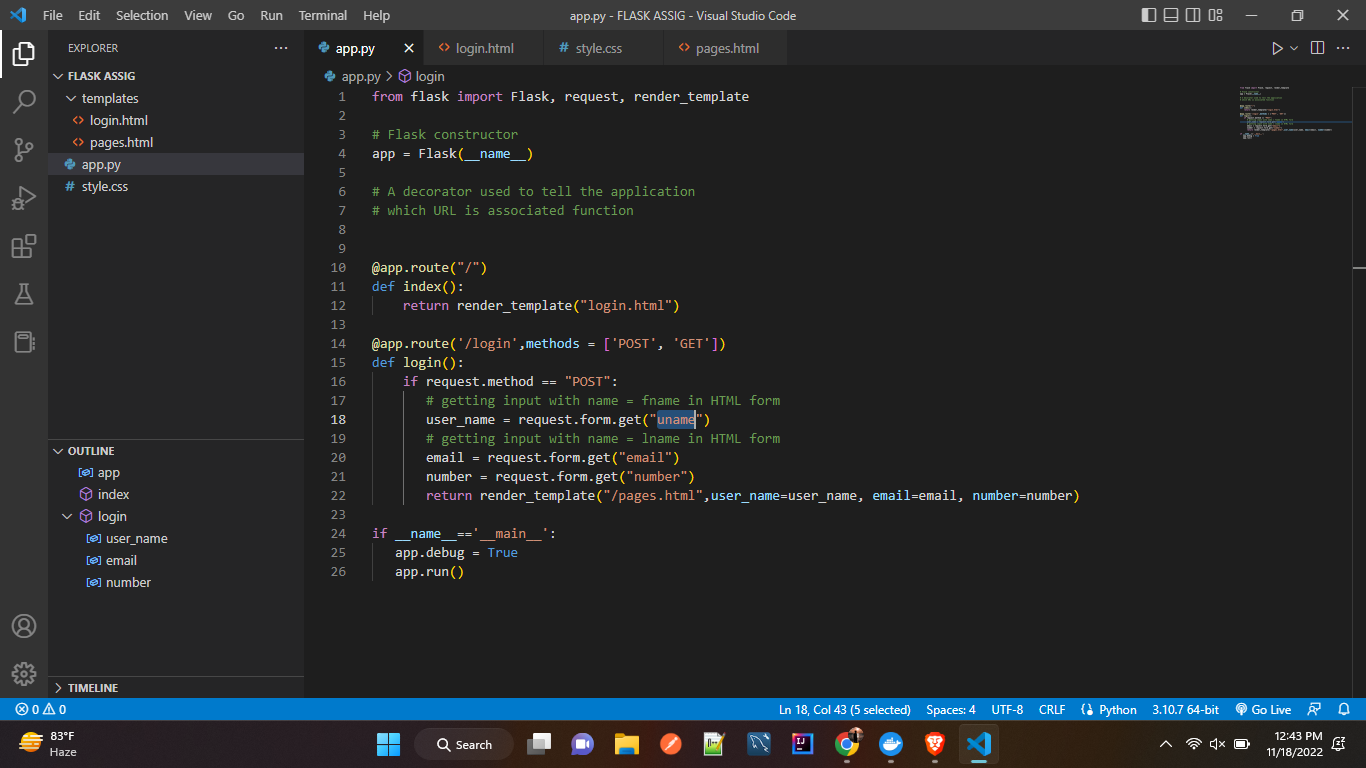 File Edit Selection View Go Run Terminal Help
app.py - FLASK ASSIG - Visual Studio Code
EXPLORER
FLASK ASSIG
templates
login.html
pages.html
app.py
style.css
OUTLINE
app
index
login
user_name
email
number
TIMELINE
app.py login.html # style.css pages.html
app.py > login
1 from flask import Flask, request, render_template
2
3 # Flask constructor
4 app = Flask(__name__)
5
6 # A decorator used to tell the application
7 # which URL is associated function
8
9
10 @app.route("/")
11 def index():
12 return render_template("login.html")
13
14 @app.route('/login',methods = ['POST', 'GET'])
15 def login():
16 if request.method == "POST":
17 # getting input with name = fname in HTML form
18 user_name = request.form.get("uname")
19 # getting input with name = lname in HTML form
20 email = request.form.get("email")
21 number = request.form.get("number")
22 return render_template("/pages.html",user_name=user_name, email=email, number=number)
23
24 if __name__=='__main__':
25 app.debug = True
26 app.run()
0 0 Ln 18, Col 43 (5 selected) Spaces: 4 UTF-8 CRLF Python 3.10.7 64-bit Go Live
83°F
Haze
Search
12:43 PM
11/18/2022